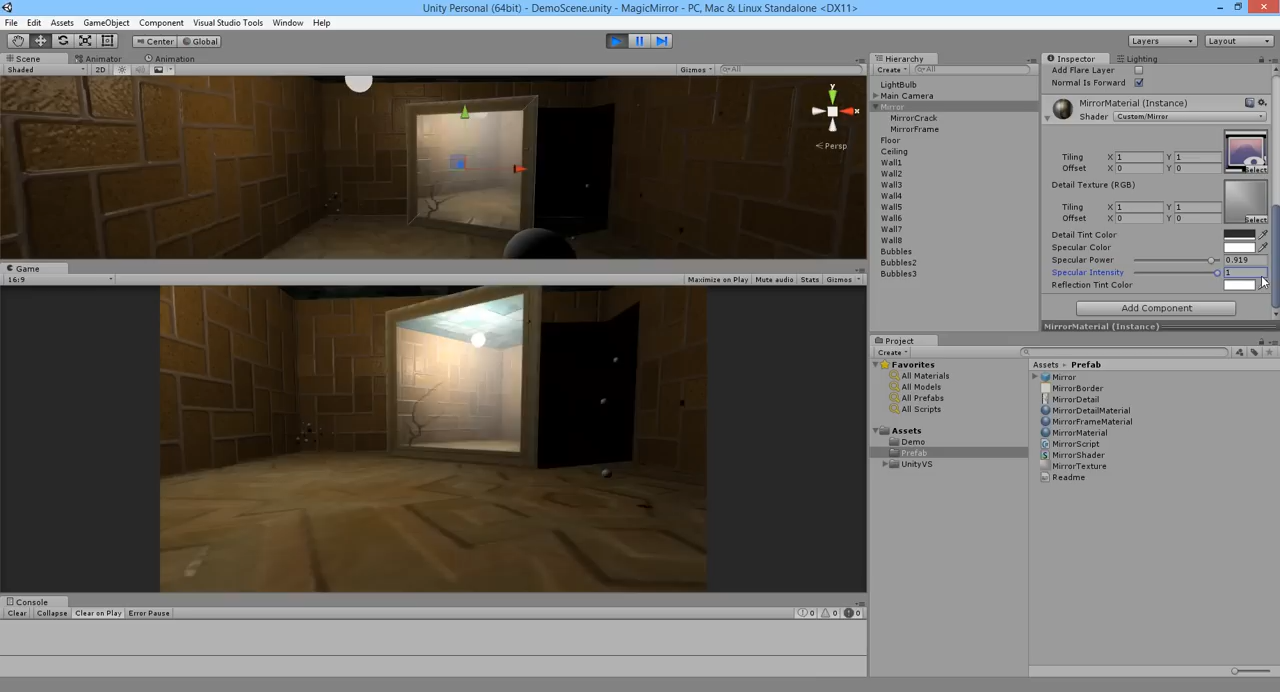 Unity Personal (64bit) - DemoScene.unity - MagicMirror - PC, Mac & Linux Standalone <DX11>
File Edit Assets GameObject Component Visual Studio Tools Window Help
Center Global Layers Layout
Scene Animator Animation
Shaded 2D Gizmos All
y
x
Persp
Game
16:9 Maximize on Play Mute audio Stats Gizmos
Console
Clear Collapse Clear on Play Error Pause 0 0 0
Hierarchy
Create All
LightBulb
Main Camera
Mirror
MirrorCrack
MirrorFrame
Floor
Ceiling
Wall1
Wall2
Wall3
Wall4
Wall5
Wall6
Wall7
Wall8
Bubbles
Bubbles2
Bubbles3
Inspector Lighting
Add Flare Layer
Normal Is Forward
MirrorMaterial (Instance)
Shader Custom/Mirror
Tiling X 1 Y 1
Offset X 0 Y 0
Select
Detail Texture (RGB)
Tiling X 1 Y 1
Offset X 0 Y 0
Select
Detail Tint Color
Specular Color
Specular Power 0.919
Specular Intensity 1
Reflection Tint Color
Add Component
MirrorMaterial (Instance)
Project
Create
Favorites
All Materials
All Models
All Prefabs
All Scripts
Assets
Demo
Prefab
UnityVS
Assets Prefab
Mirror
MirrorBorder
MirrorDetail
MirrorDetailMaterial
MirrorFrameMaterial
MirrorMaterial
MirrorScript
MirrorShader
MirrorTexture
Readme